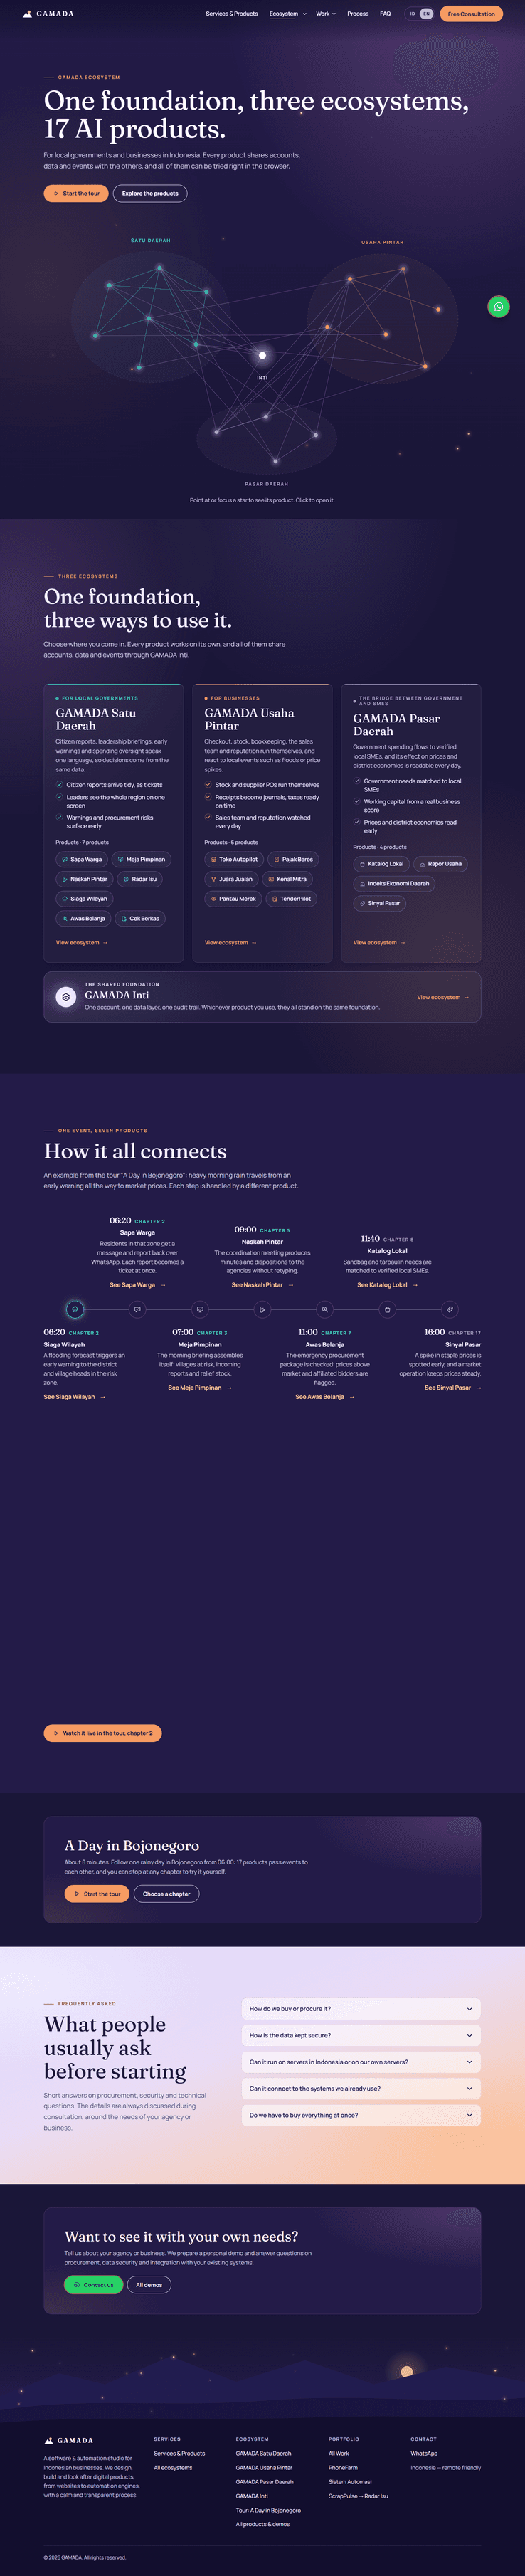 GAMADA
Services & Products
Ecosystem
Work
Process
FAQ
ID
EN
Free Consultation
GAMADA ECOSYSTEM
One foundation, three ecosystems,
17 AI products.
For local governments and businesses in Indonesia. Every product shares accounts,
data and events with the others, and all of them can be tried right in the browser.
Start the tour
Explore the products
SATU DAERAH
USAHA PINTAR
INTI
PASAR DAERAH
Point at or focus a star to see its product. Click to open it.
THREE ECOSYSTEMS
One foundation,
three ways to use it.
Choose where you come in. Every product works on its own, and all of them share
accounts, data and events through GAMADA Inti.
FOR LOCAL GOVERNMENTS
GAMADA Satu
Daerah
Citizen reports, leadership briefings, early
warnings and spending oversight speak
one language, so decisions come from the
same data.
Citizen reports arrive tidy, as tickets
Leaders see the whole region on one
screen
Warnings and procurement risks
surface early
Products · 7 products
Sapa Warga
Meja Pimpinan
Naskah Pintar
Radar Isu
Siaga Wilayah
Awas Belanja
Cek Berkas
View ecosystem →
FOR BUSINESSES
GAMADA Usaha
Pintar
Checkout, stock, bookkeeping, the sales
team and reputation run themselves, and
react to local events such as floods or price
spikes.
Stock and supplier POs run themselves
Receipts become journals, taxes ready
on time
Sales team and reputation watched
every day
Products · 6 products
Toko Autopilot
Pajak Beres
Juara Jualan
Kenal Mitra
Pantau Merek
TenderPilot
View ecosystem →
THE BRIDGE BETWEEN GOVERNMENT
AND SMES
GAMADA Pasar
Daerah
Government spending flows to verified
local SMEs, and its effect on prices and
district economies is readable every day.
Government needs matched to local
SMEs
Working capital from a real business
score
Prices and district economies read
early
Products · 4 products
Katalog Lokal
Rapor Usaha
Indeks Ekonomi Daerah
Sinyal Pasar
View ecosystem →
THE SHARED FOUNDATION
GAMADA Inti
One account, one data layer, one audit trail. Whichever product you use, they all stand on the same foundation.
View ecosystem →
ONE EVENT, SEVEN PRODUCTS
How it all connects
An example from the tour "A Day in Bojonegoro": heavy morning rain travels from an
early warning all the way to market prices. Each step is handled by a different product.
06:20 CHAPTER 2
Sapa Warga
Residents in that zone get a
message and report back over
WhatsApp. Each report becomes a
ticket at once.
See Sapa Warga →
09:00 CHAPTER 5
Naskah Pintar
The coordination meeting produces
minutes and dispositions to the
agencies without retyping.
See Naskah Pintar →
11:40 CHAPTER 8
Katalog Lokal
Sandbag and tarpaulin needs are
matched to verified local SMEs.
See Katalog Lokal →
06:20 CHAPTER 2
Siaga Wilayah
A flooding forecast triggers an
early warning to the district
and village heads in the risk
zone.
See Siaga Wilayah →
07:00 CHAPTER 3
Meja Pimpinan
The morning briefing assembles
itself: villages at risk, incoming
reports and relief stock.
See Meja Pimpinan →
11:00 CHAPTER 7
Awas Belanja
The emergency procurement
package is checked: prices above
market and affiliated bidders are
flagged.
See Awas Belanja →
16:00 CHAPTER 17
Sinyal Pasar
A spike in staple prices is
spotted early, and a market
operation keeps prices steady.
See Sinyal Pasar →
Watch it live in the tour, chapter 2
A Day in Bojonegoro
About 8 minutes. Follow one rainy day in Bojonegoro from 06:00: 17 products pass events to
each other, and you can stop at any chapter to try it yourself.
Start the tour
Choose a chapter
FREQUENTLY ASKED
What people
usually ask
before starting
Short answers on procurement, security and technical
questions. The details are always discussed during
consultation, around the needs of your agency or
business.
How do we buy or procure it?
How is the data kept secure?
Can it run on servers in Indonesia or on our own servers?
Can it connect to the systems we already use?
Do we have to buy everything at once?
Want to see it with your own needs?
Tell us about your agency or business. We prepare a personal demo and answer questions on
procurement, data security and integration with your existing systems.
Contact us
All demos
GAMADA
A software & automation studio for
Indonesian businesses. We design,
build and look after digital products,
from websites to automation engines,
with a calm and transparent process.
SERVICES
Services & Products
All ecosystems
ECOSYSTEM
GAMADA Satu Daerah
GAMADA Usaha Pintar
GAMADA Pasar Daerah
GAMADA Inti
Tour: A Day in Bojonegoro
All products & demos
PORTFOLIO
All Work
PhoneFarm
Sistem Automasi
ScrapPulse → Radar Isu
CONTACT
WhatsApp
Indonesia — remote friendly
© 2026 GAMADA. All rights reserved.